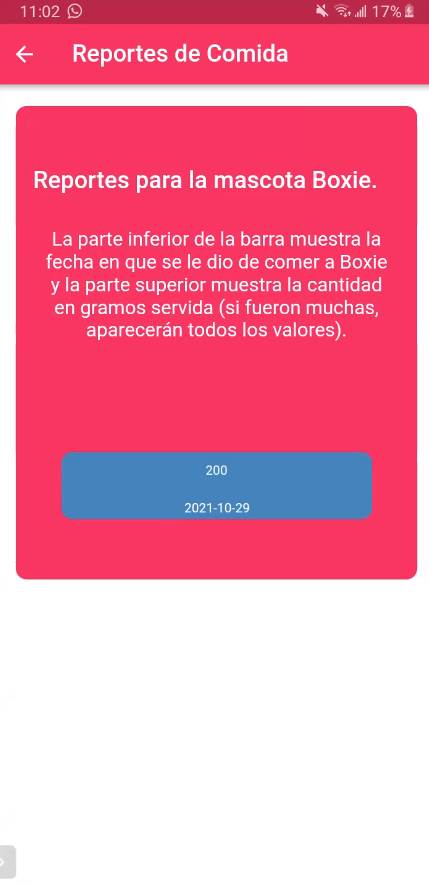 11:02 17%
Reportes de Comida
Reportes para la mascota Boxie.
La parte inferior de la barra muestra la
fecha en que se le dio de comer a Boxie
y la parte superior muestra la cantidad
en gramos servida (si fueron muchas,
aparecerán todos los valores).
200
2021-10-29